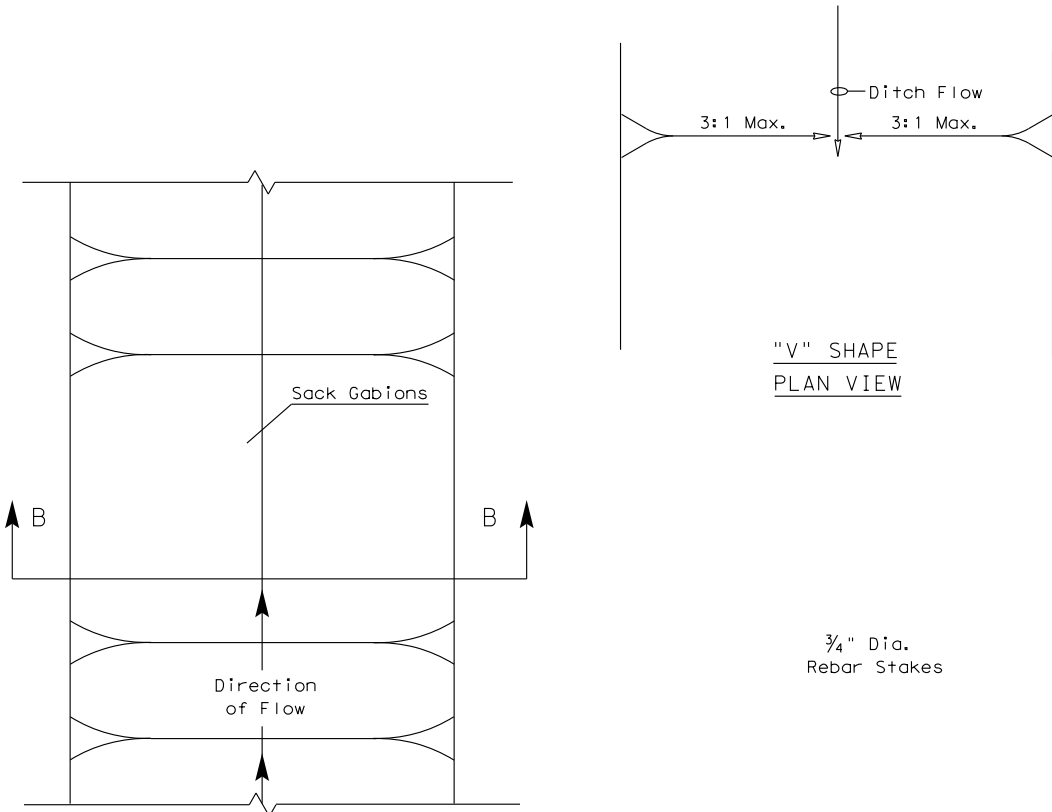 Ditch Flow
3:1 Max.
3:1 Max.
"V" SHAPE
PLAN VIEW
Sack Gabions
B
B
Direction
of Flow
¾" Dia.
Rebar Stakes